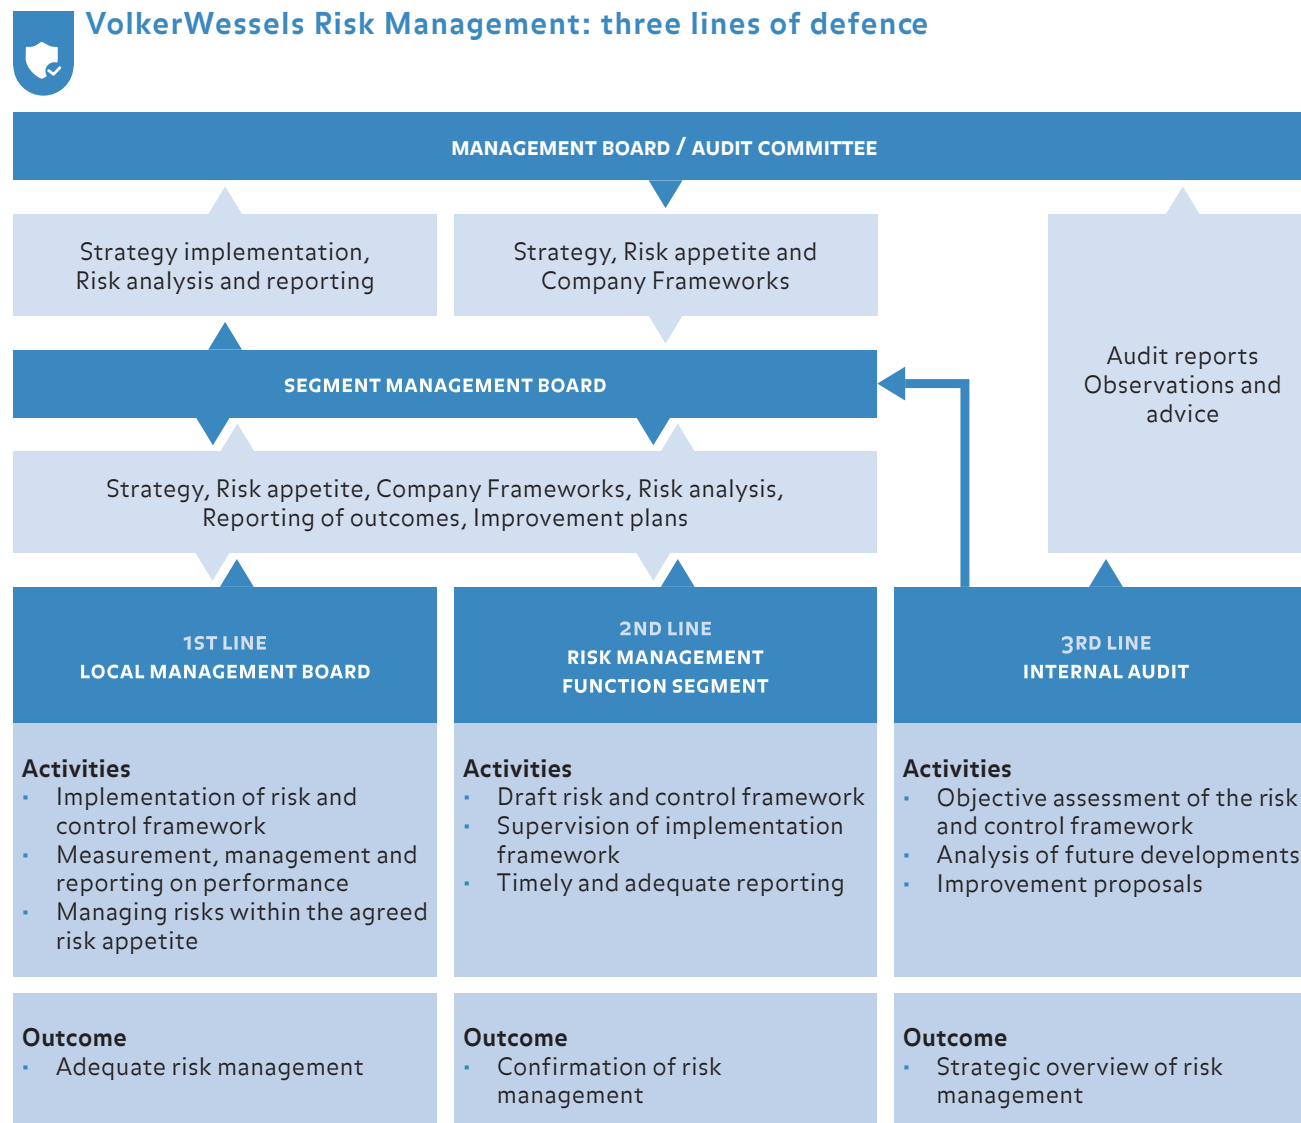 VolkerWessels Risk Management: three lines of defence
MANAGEMENT BOARD / AUDIT COMMITTEE
Strategy implementation,
Risk analysis and reporting
Strategy, Risk appetite and
Company Frameworks
Audit reports
Observations and
advice
SEGMENT MANAGEMENT BOARD
Strategy, Risk appetite, Company Frameworks, Risk analysis,
Reporting of outcomes, Improvement plans
1ST LINE
LOCAL MANAGEMENT BOARD
2ND LINE
RISK MANAGEMENT
FUNCTION SEGMENT
3RD LINE
INTERNAL AUDIT
Activities
· Implementation of risk and
control framework
· Measurement, management and
reporting on performance
· Managing risks within the agreed
risk appetite
Activities
· Draft risk and control framework
· Supervision of implementation
framework
· Timely and adequate reporting
Activities
· Objective assessment of the risk
and control framework
· Analysis of future developments
· Improvement proposals
Outcome
· Adequate risk management
Outcome
· Confirmation of risk
management
Outcome
· Strategic overview of risk
management